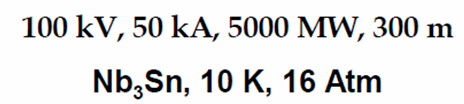 100 kV, 50 kA, 5000 MW, 300 m
Nb₃Sn, 10 K, 16 Atm